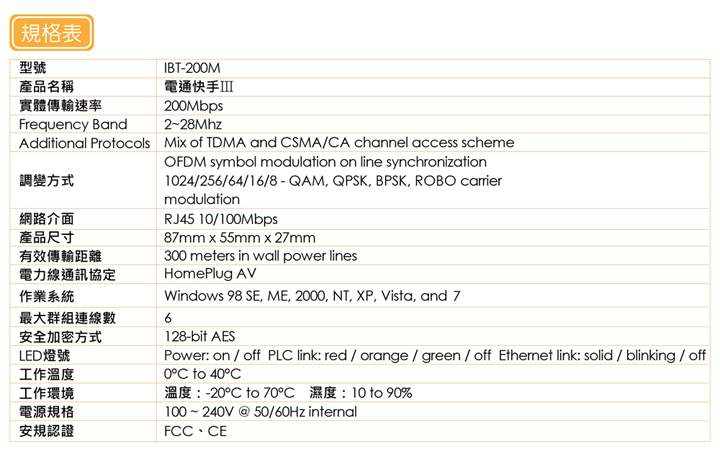 規格表
型號 IBT-200M
產品名稱 電通快手III
實體傳輸速率 200Mbps
Frequency Band 2~28Mhz
Additional Protocols Mix of TDMA and CSMA/CA channel access scheme
調變方式 OFDM symbol modulation on line synchronization
1024/256/64/16/8 - QAM, QPSK, BPSK, ROBO carrier
modulation
網路介面 RJ45 10/100Mbps
產品尺寸 87mm x 55mm x 27mm
有效傳輸距離 300 meters in wall power lines
電力線通訊協定 HomePlug AV
作業系統 Windows 98 SE, ME, 2000, NT, XP, Vista, and 7
最大群組連線數 6
安全加密方式 128-bit AES
LED燈號 Power: on / off PLC link: red / orange / green / off Ethernet link: solid / blinking / off
工作溫度 0°C to 40°C
工作環境 溫度：-20°C to 70°C 濕度：10 to 90%
電源規格 100 ~ 240V @ 50/60Hz internal
安規認證 FCC、CE